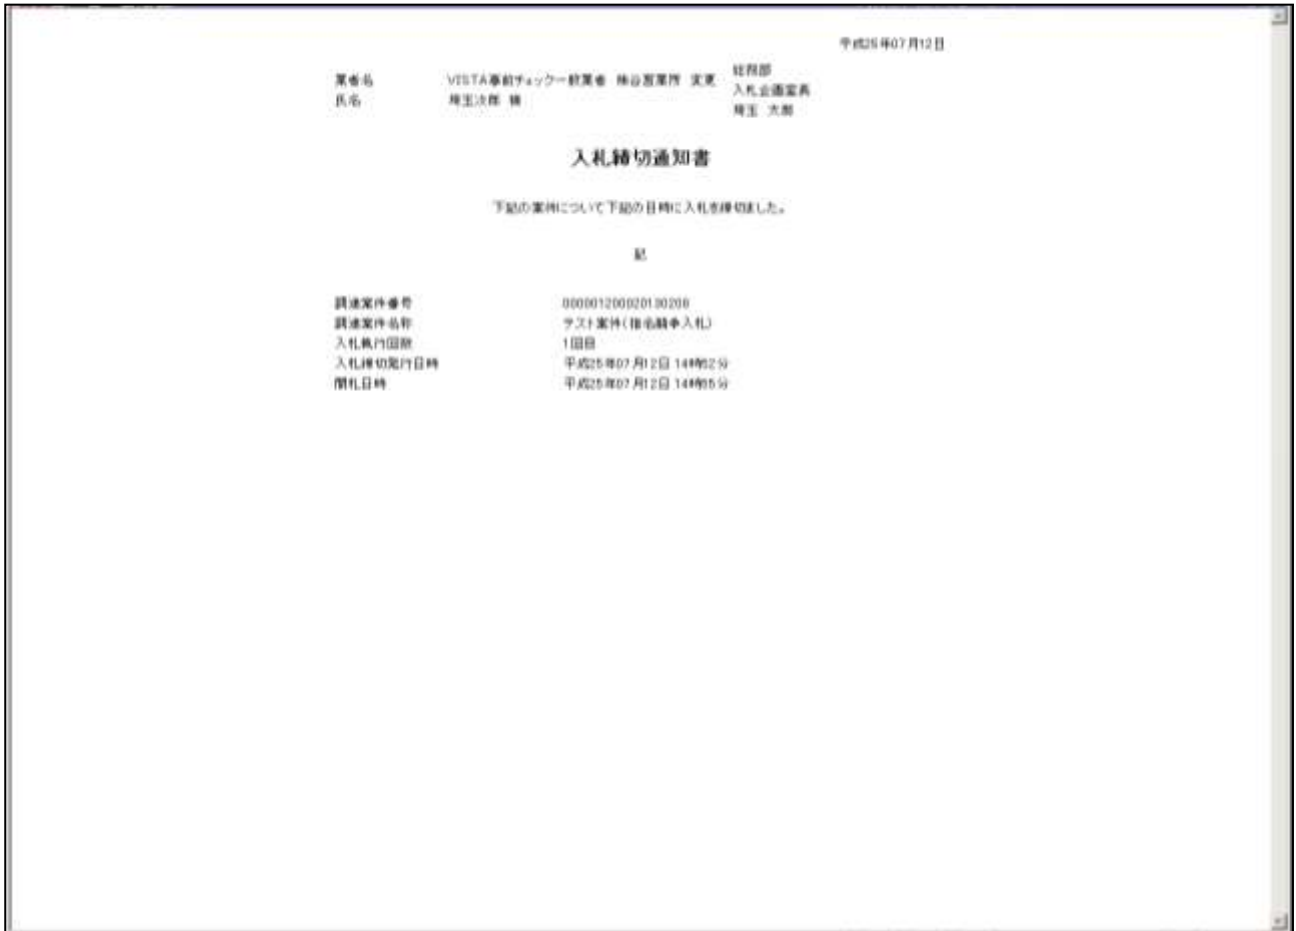 平成25年07月12日
総務部
業者名 VISTA事前チェック一般業者 熊谷営業所 変更
入札企画室長
氏名 埼玉次郎 様
埼玉 太郎
入札締切通知書
下記の案件について下記の日時に入札を締切ました。
記
調達案件番号
調達案件名称 テスト案件(指名競争入札)
入札執行回数 1回目
入札締切発行日時 平成25年07月12日 14時52分
開札日時 平成25年07月12日 14時55分